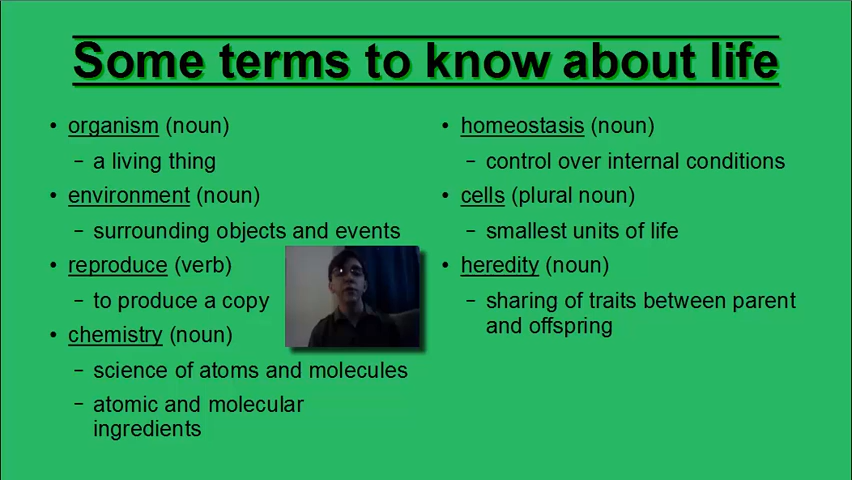 Some terms to know about life
• organism (noun)
– a living thing
• environment (noun)
– surrounding objects and events
• reproduce (verb)
– to produce a copy
• chemistry (noun)
– science of atoms and molecules
– atomic and molecular
ingredients
• homeostasis (noun)
– control over internal conditions
• cells (plural noun)
– smallest units of life
• heredity (noun)
– sharing of traits between parent
and offspring